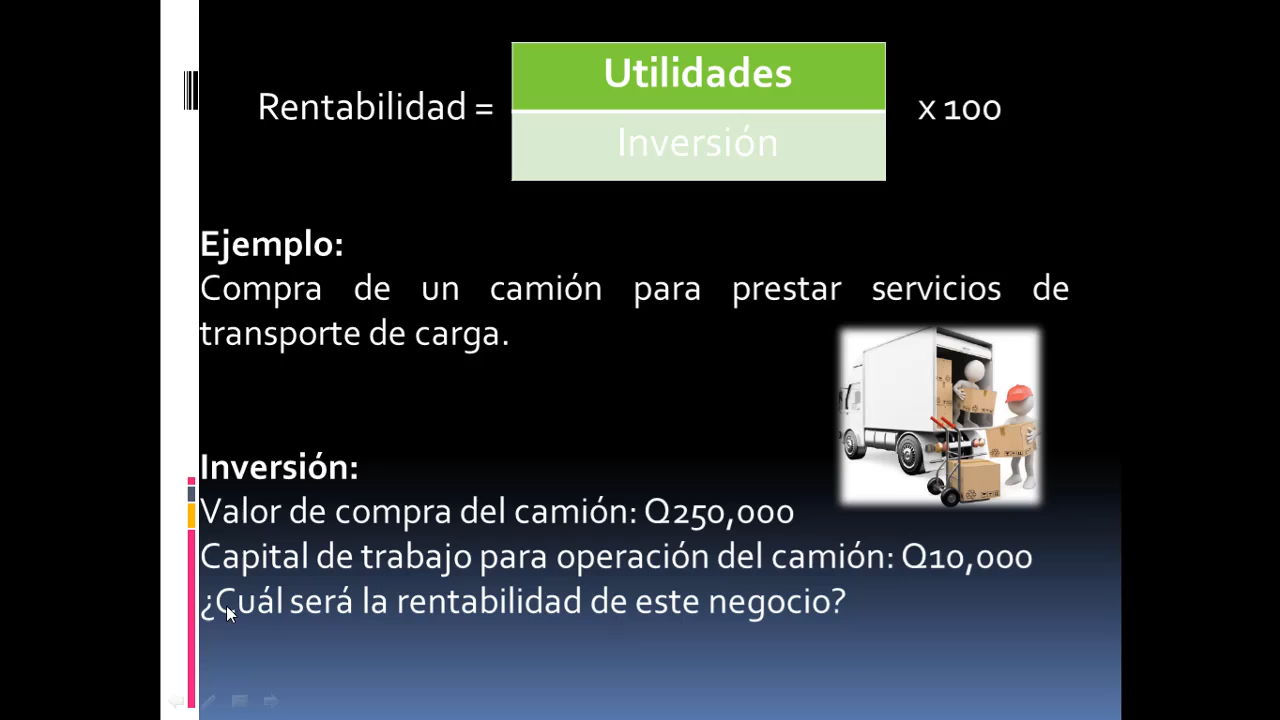 Utilidades
Rentabilidad = x 100
Inversión
Ejemplo:
Compra de un camión para prestar servicios de
transporte de carga.
Inversión:
Valor de compra del camión: Q250,000
Capital de trabajo para operación del camión: Q10,000
¿Cuál será la rentabilidad de este negocio?